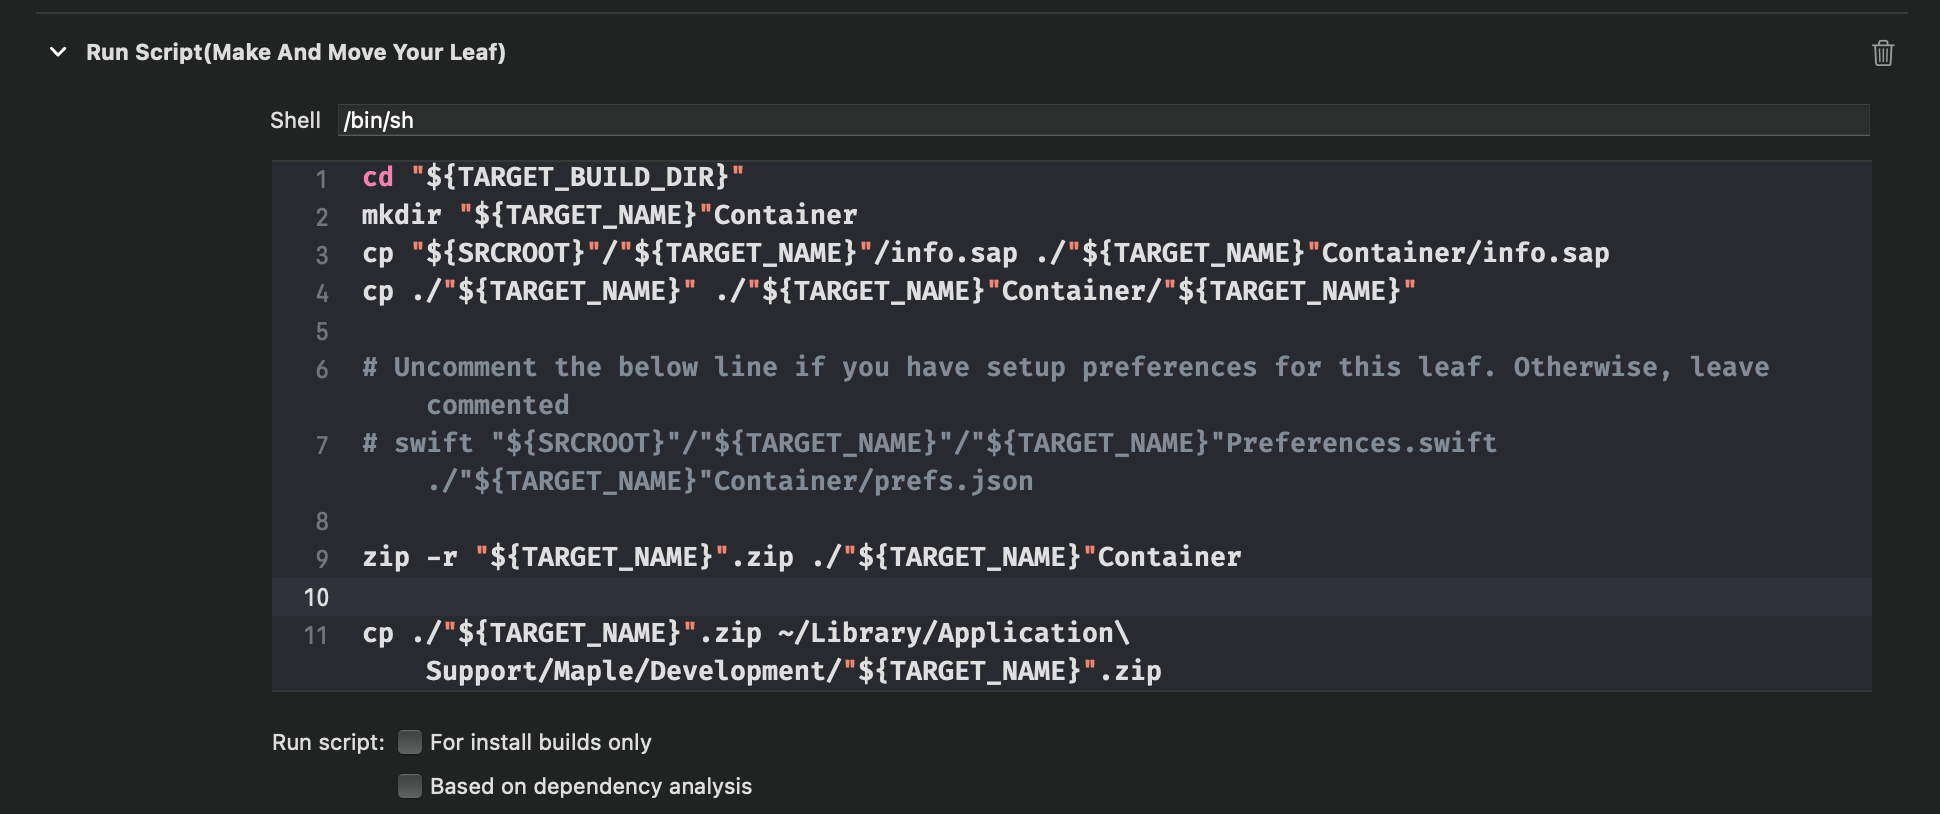 Run Script(Make And Move Your Leaf)
Shell /bin/sh
1 cd "${TARGET_BUILD_DIR}"
2 mkdir "${TARGET_NAME}"Container
3 cp "${SRCROOT}"/"${TARGET_NAME}"/info.sap ./"${TARGET_NAME}"Container/info.sap
4 cp ./"${TARGET_NAME}" ./"${TARGET_NAME}"Container/"${TARGET_NAME}"
5
6 # Uncomment the below line if you have setup preferences for this leaf. Otherwise, leave
commented
7 # swift "${SRCROOT}"/"${TARGET_NAME}"/"${TARGET_NAME}"Preferences.swift
./"${TARGET_NAME}"Container/prefs.json
8
9 zip -r "${TARGET_NAME}".zip ./"${TARGET_NAME}"Container
10
11 cp ./"${TARGET_NAME}".zip ~/Library/Application\
Support/Maple/Development/"${TARGET_NAME}".zip
Run script: For install builds only
Based on dependency analysis